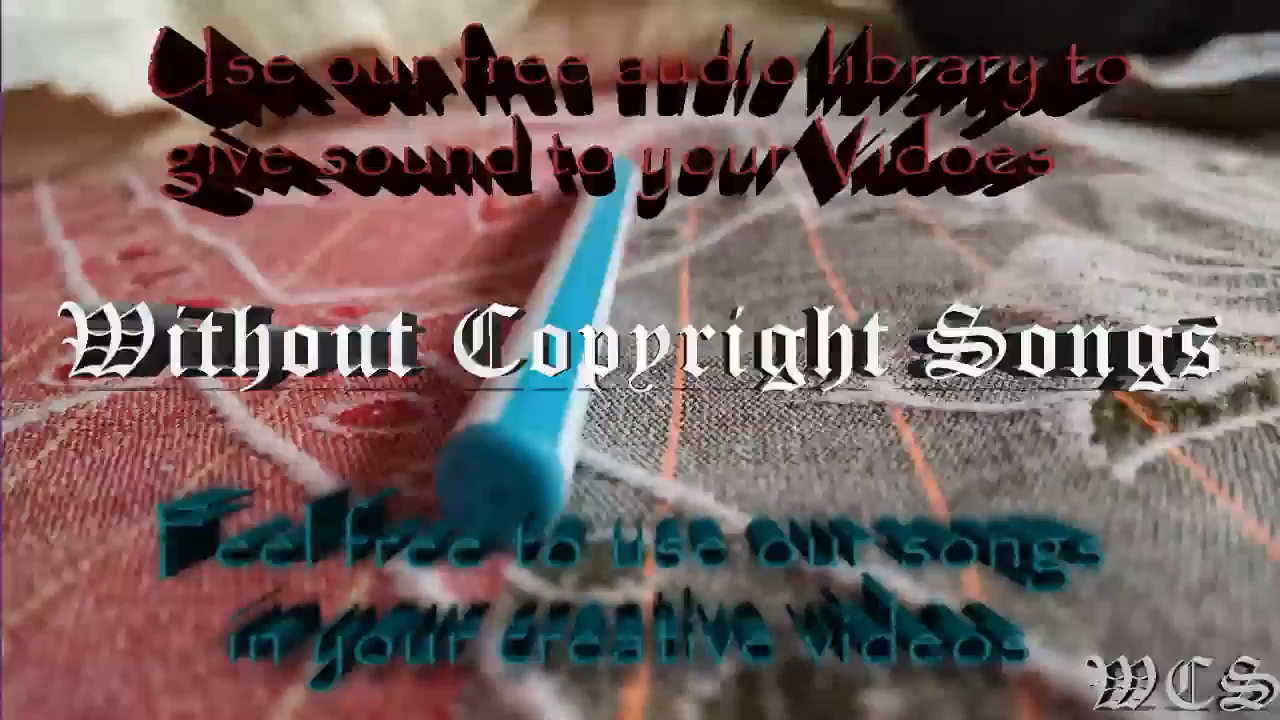 Use our free audio library to
give sound to your Vidoes
Without Copyright Songs
Feel free to use our songs
in your creative videos
WCS